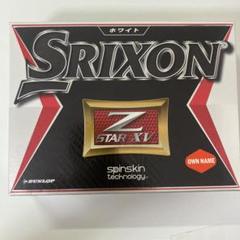 ホワイト
SRIXON
Z
STAR XV
OWN NAME
spinskin
technology
DUNLOP